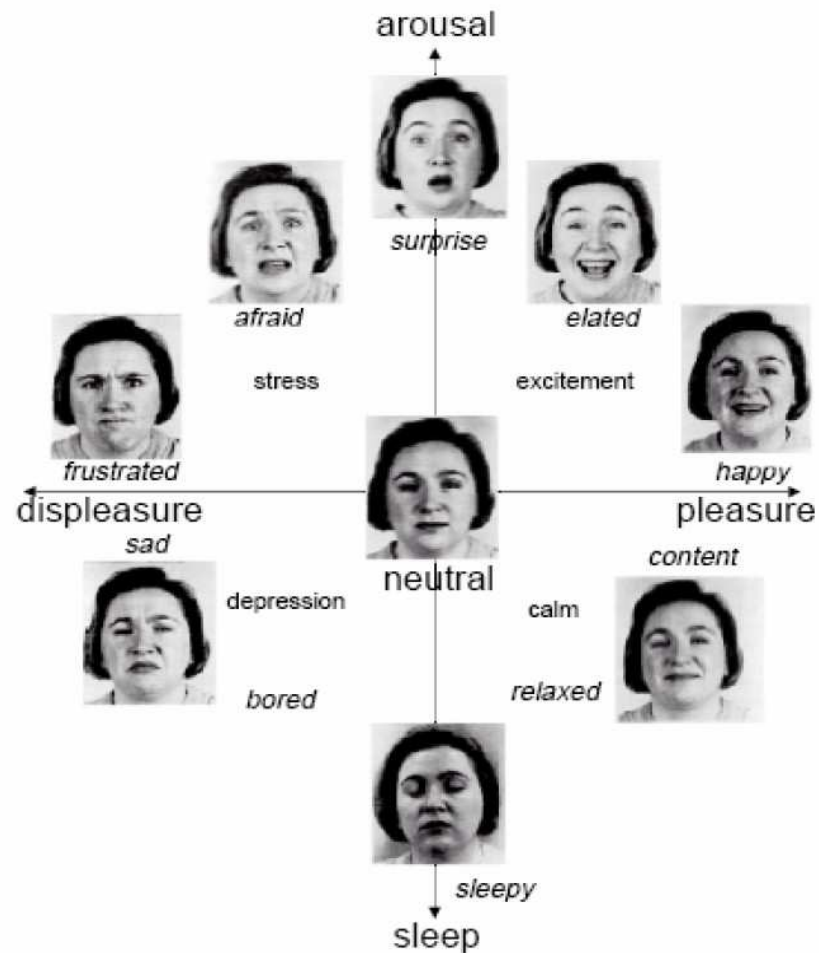 arousal
surprise
afraid
elated
stress
excitement
frustrated
happy
displeasure
pleasure
sad
content
neutral
depression
calm
bored
relaxed
sleepy
sleep